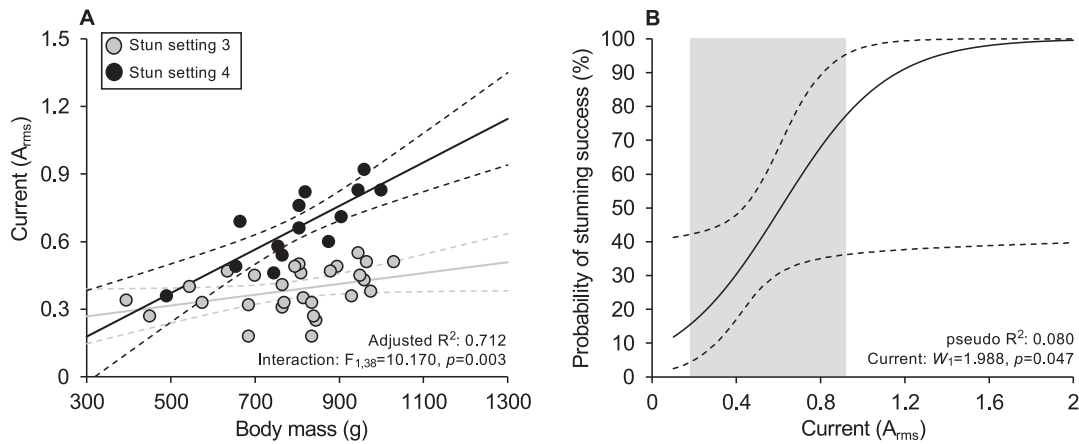 A
Current (Arms)
1.5
1.2
0.9
0.6
0.3
0
Stun setting 3
Stun setting 4
Adjusted R²: 0.712
Interaction: F1,38=10.170, p=0.003
300
500
700
900
1100
1300
Body mass (g)
B
Probability of stunning success (%)
100
90
80
70
60
50
40
30
20
10
0
pseudo R²: 0.080
Current: W1=1.988, p=0.047
0
0.4
0.8
1.2
1.6
2
Current (Arms)